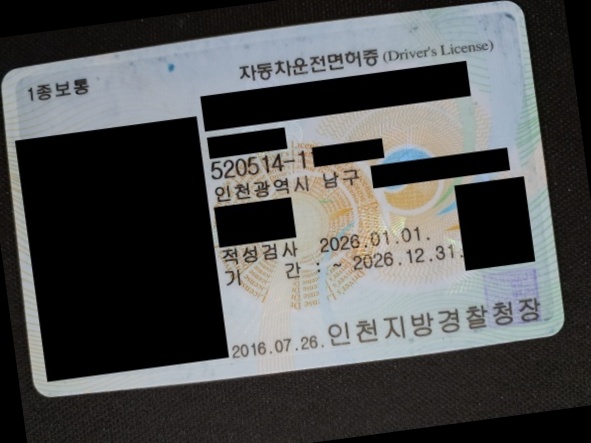 1종보통
자동차운전면허증 (Driver's License)
520514-1
인천광역시 남구
적성검사 2026.01.01.
기 간 : ~ 2026.12.31.
2016.07.26. 인천지방경찰청장